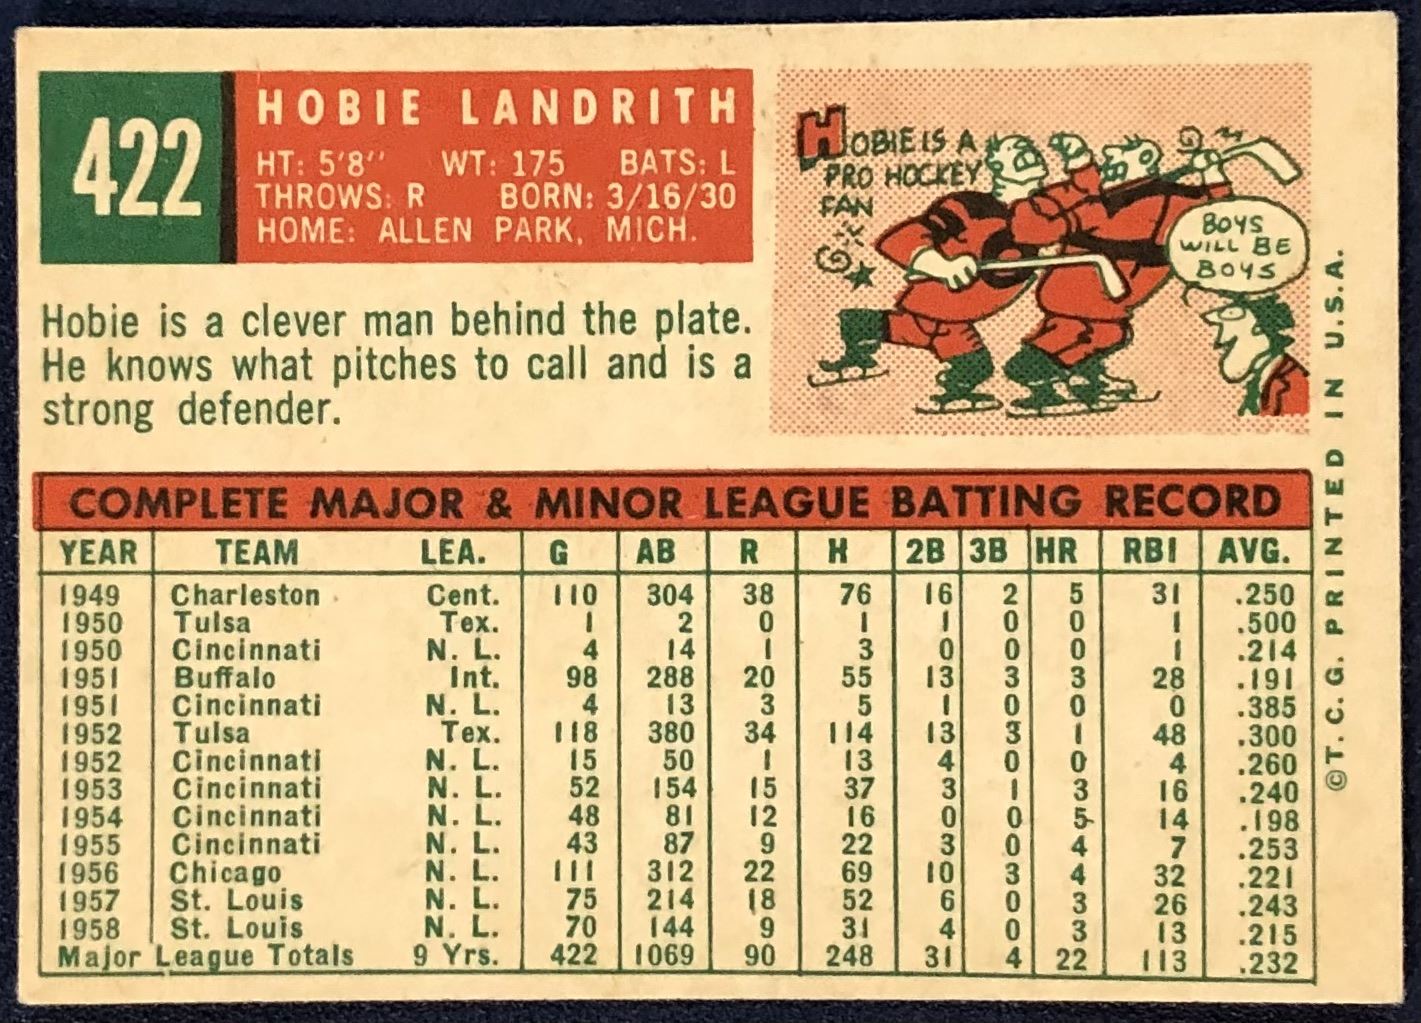 422
HOBIE LANDRITH
HT: 5'8" WT: 175 BATS: L
THROWS: R BORN: 3/16/30
HOME: ALLEN PARK, MICH.
Hobie is a clever man behind the plate.
He knows what pitches to call and is a
strong defender.
HOBIE IS A
PRO HOCKEY
FAN
BOYS
WILL BE
BOYS
COMPLETE MAJOR & MINOR LEAGUE BATTING RECORD
YEAR TEAM LEA. G AB R H 2B 3B HR RBI AVG.
1949 Charleston Cent. 110 304 38 76 16 2 5 31 .250
1950 Tulsa Tex. 1 2 0 1 1 0 0 1 .500
1950 Cincinnati N. L. 4 14 1 3 0 0 0 1 .214
1951 Buffalo Int. 98 288 20 55 13 3 3 28 .191
1951 Cincinnati N. L. 4 13 3 5 1 0 0 0 .385
1952 Tulsa Tex. 118 380 34 114 13 3 1 48 .300
1952 Cincinnati N. L. 15 50 1 13 4 0 0 4 .260
1953 Cincinnati N. L. 52 154 15 37 3 1 3 16 .240
1954 Cincinnati N. L. 48 81 12 16 0 0 5 14 .198
1955 Cincinnati N. L. 43 87 9 22 3 0 4 7 .253
1956 Chicago N. L. 111 312 22 69 10 3 4 32 .221
1957 St. Louis N. L. 75 214 18 52 6 0 3 26 .243
1958 St. Louis N. L. 70 144 9 31 4 0 3 13 .215
Major League Totals 9 Yrs. 422 1069 90 248 31 4 22 113 .232
©T.C.G. PRINTED IN U.S.A.